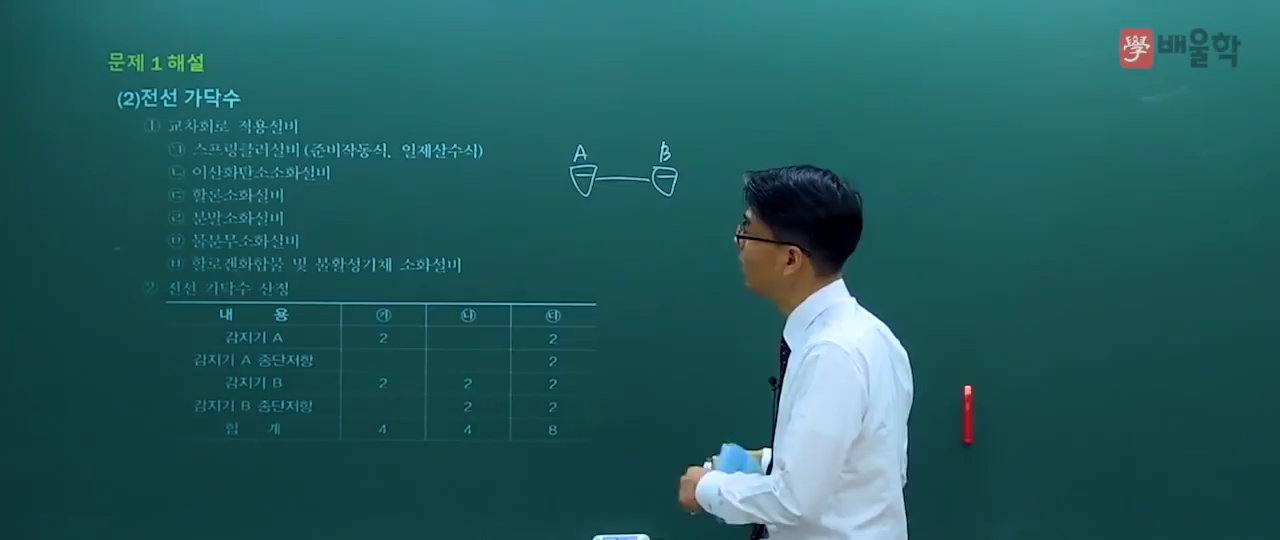 學 배울학
문제 1 해설
(2)전선 가닥수
① 교차회로 적용설비
㉠ 스프링클러설비(준비작동식, 일제살수식)
㉡ 이산화탄소소화설비
㉢ 할론소화설비
㉣ 분말소화설비
㉤ 물분무소화설비
㉥ 할로겐화합물 및 불활성기체 소화설비
② 전선 가닥수 산정
내 용 ㉮ ㉯ ㉰
감지기 A 2 2
감지기 A 종단저항 2
감지기 B 2 2 2
감지기 B 종단저항 2 2
합 계 4 4 8
A B